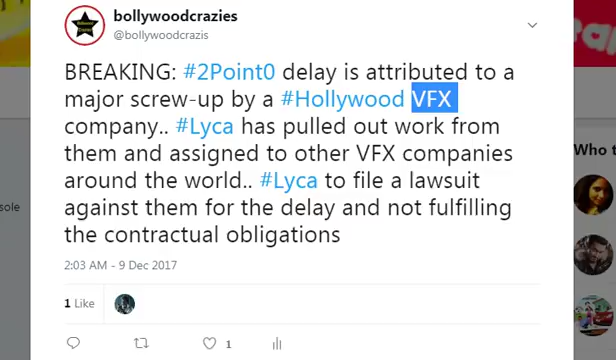 bollywoodcrazies
@bollywoodcrazis
BREAKING: #2Point0 delay is attributed to a
major screw-up by a #Hollywood VFX
company.. #Lyca has pulled out work from
them and assigned to other VFX companies
around the world.. #Lyca to file a lawsuit
against them for the delay and not fulfilling
the contractual obligations
2:03 AM - 9 Dec 2017
1 Like
1
Who t
sole